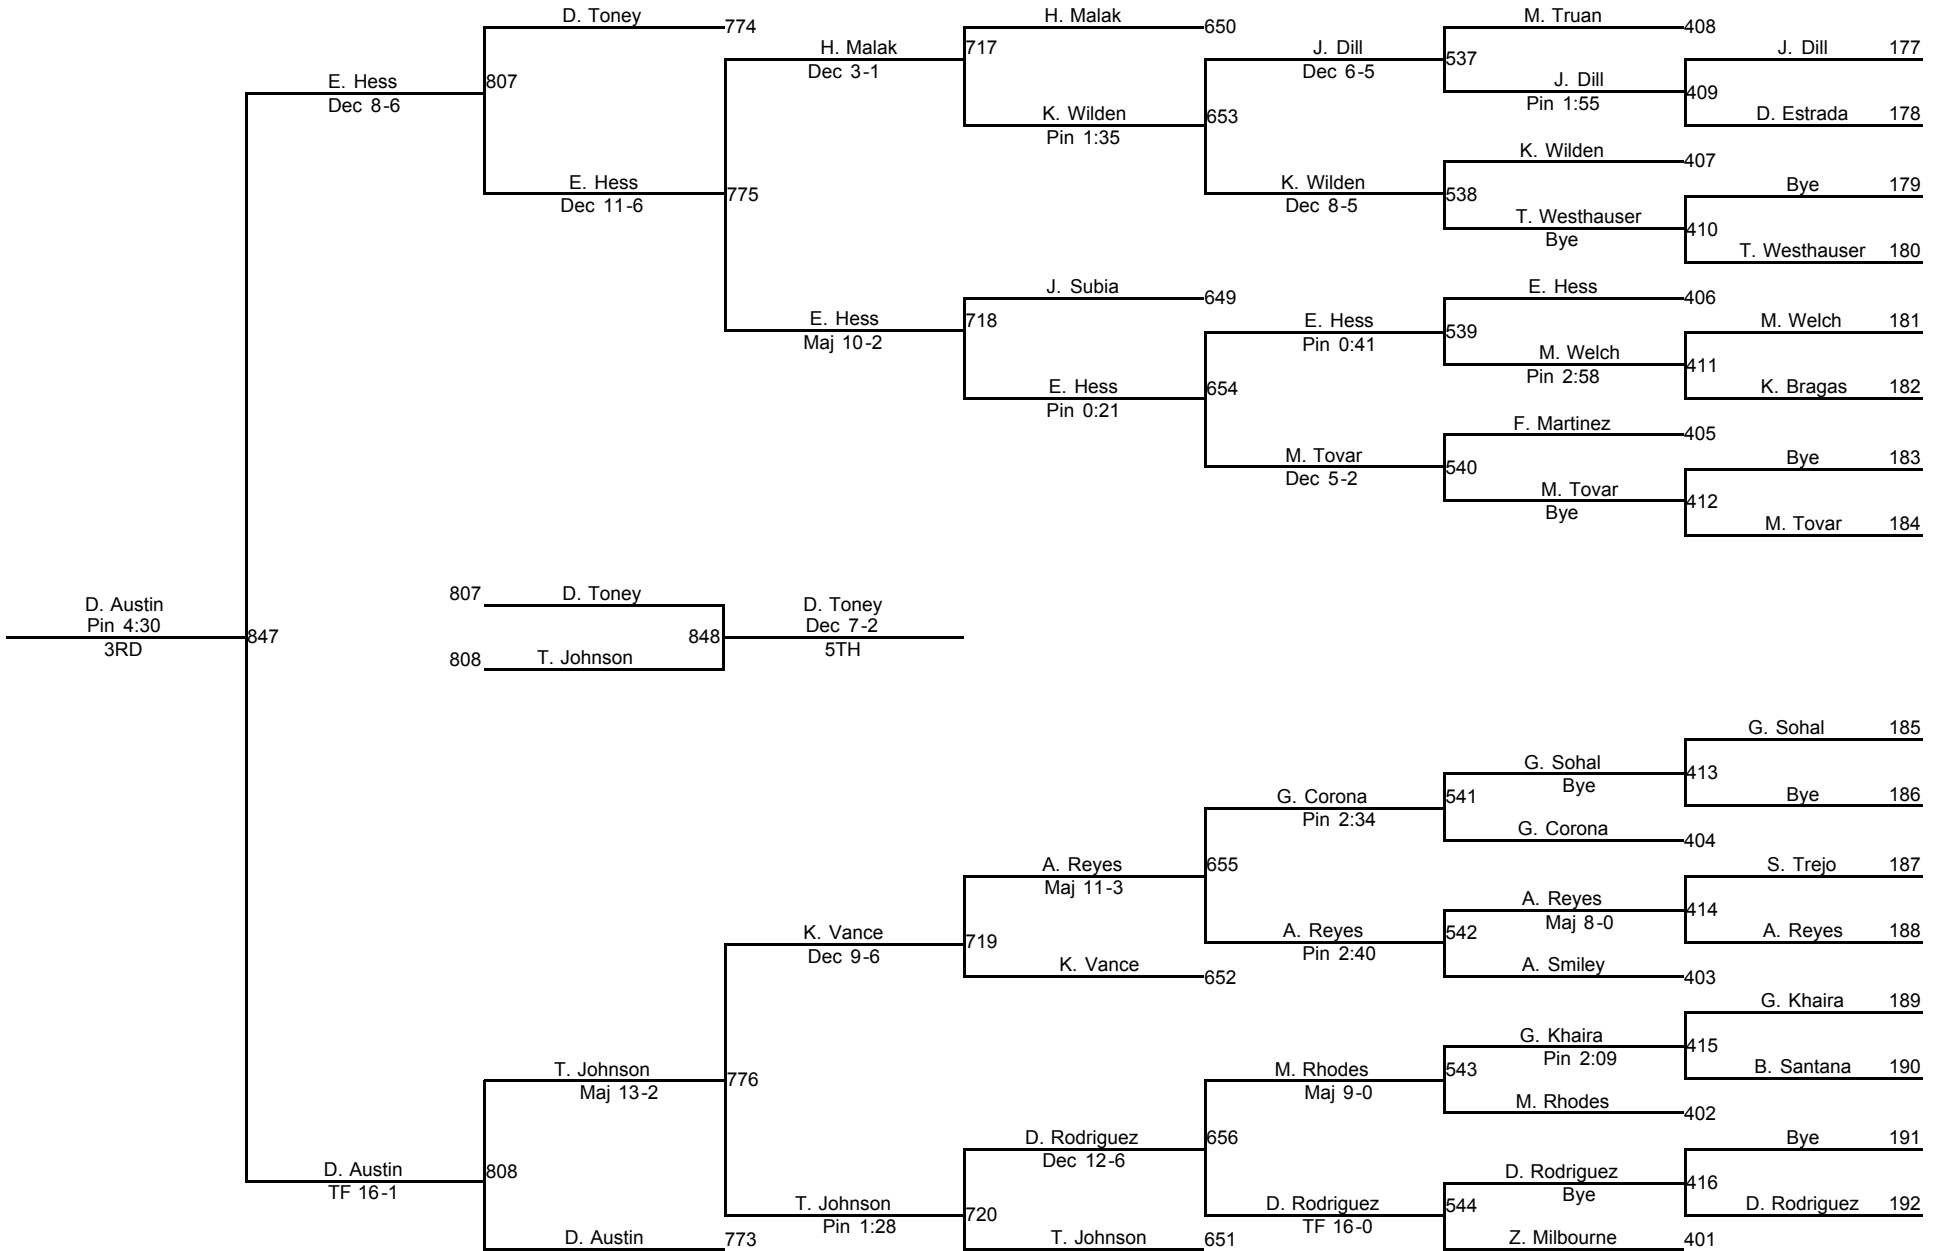 D. Toney
774
H. Malak
650
M. Truan
408
E. Hess
Dec 8-6
807
H. Malak
Dec 3-1
717
J. Dill
Dec 6-5
537
J. Dill 177
J. Dill
Pin 1:55
409
D. Estrada 178
K. Wilden
Pin 1:35
653
K. Wilden
407
E. Hess
Dec 11-6
775
K. Wilden
Dec 8-5
538
Bye 179
T. Westhauser
Bye
410
T. Westhauser 180
J. Subia
649
E. Hess
406
E. Hess
Maj 10-2
718
E. Hess
Pin 0:41
539
M. Welch 181
M. Welch
Pin 2:58
411
K. Bragas 182
E. Hess
Pin 0:21
654
F. Martinez
405
M. Tovar
Dec 5-2
540
Bye 183
M. Tovar
Bye
412
M. Tovar 184
D. Austin
Pin 4:30
3RD
847
807 D. Toney
808 T. Johnson
848
D. Toney
Dec 7-2
5TH
G. Sohal 185
G. Sohal
Bye
413
Bye 186
G. Corona
Pin 2:34
541
G. Corona
404
A. Reyes
Maj 11-3
655
S. Trejo 187
A. Reyes
Maj 8-0
414
A. Reyes 188
K. Vance
Dec 9-6
719
A. Reyes
Pin 2:40
542
K. Vance
652
A. Smiley
403
G. Khaira 189
G. Khaira
Pin 2:09
415
B. Santana 190
T. Johnson
Maj 13-2
776
M. Rhodes
Maj 9-0
543
M. Rhodes
402
D. Rodriguez
Dec 12-6
656
Bye 191
D. Austin
TF 16-1
808
D. Rodriguez
Bye
416
D. Rodriguez 192
T. Johnson
Pin 1:28
720
D. Rodriguez
TF 16-0
544
D. Austin
773
T. Johnson
651
Z. Milbourne
401